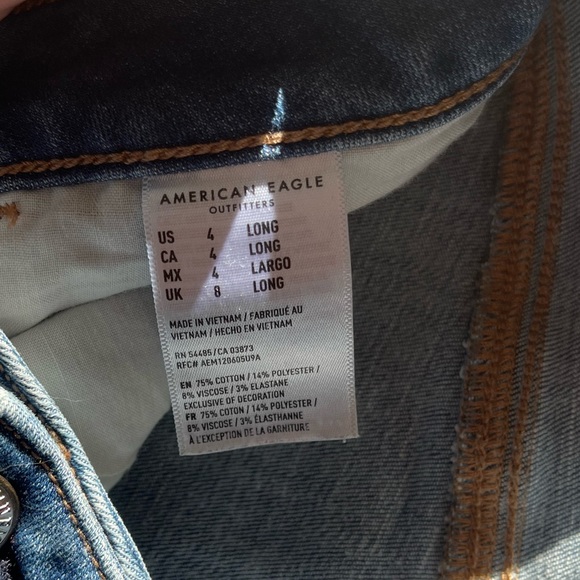 AMERICAN EAGLE
OUTFITTERS
US 4 LONG
CA 4 LONG
MX 4 LARGO
UK 8 LONG
MADE IN VIETNAM / FABRIQUÉ AU
VIETNAM / HECHO EN VIETNAM
RN 54485 / CA 03873
RFC# AEM120605U9A
EN 75% COTTON / 14% POLYESTER /
8% VISCOSE / 3% ELASTANE
EXCLUSIVE OF DECORATION
FR 75% COTON / 14% POLYESTER /
8% VISCOSE / 3% ÉLASTHANNE
À L'EXCEPTION DE LA GARNITURE